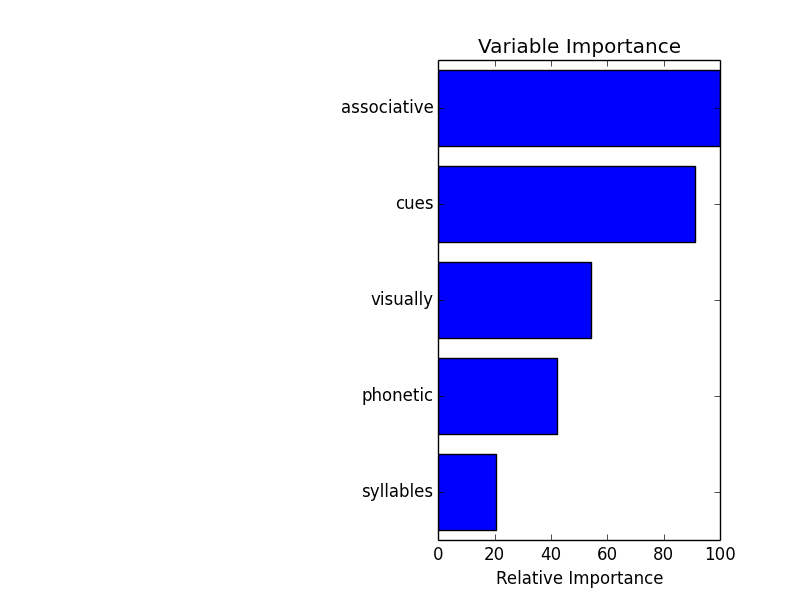 Variable Importance
associative
cues
visually
phonetic
syllables
0 20 40 60 80 100
Relative Importance